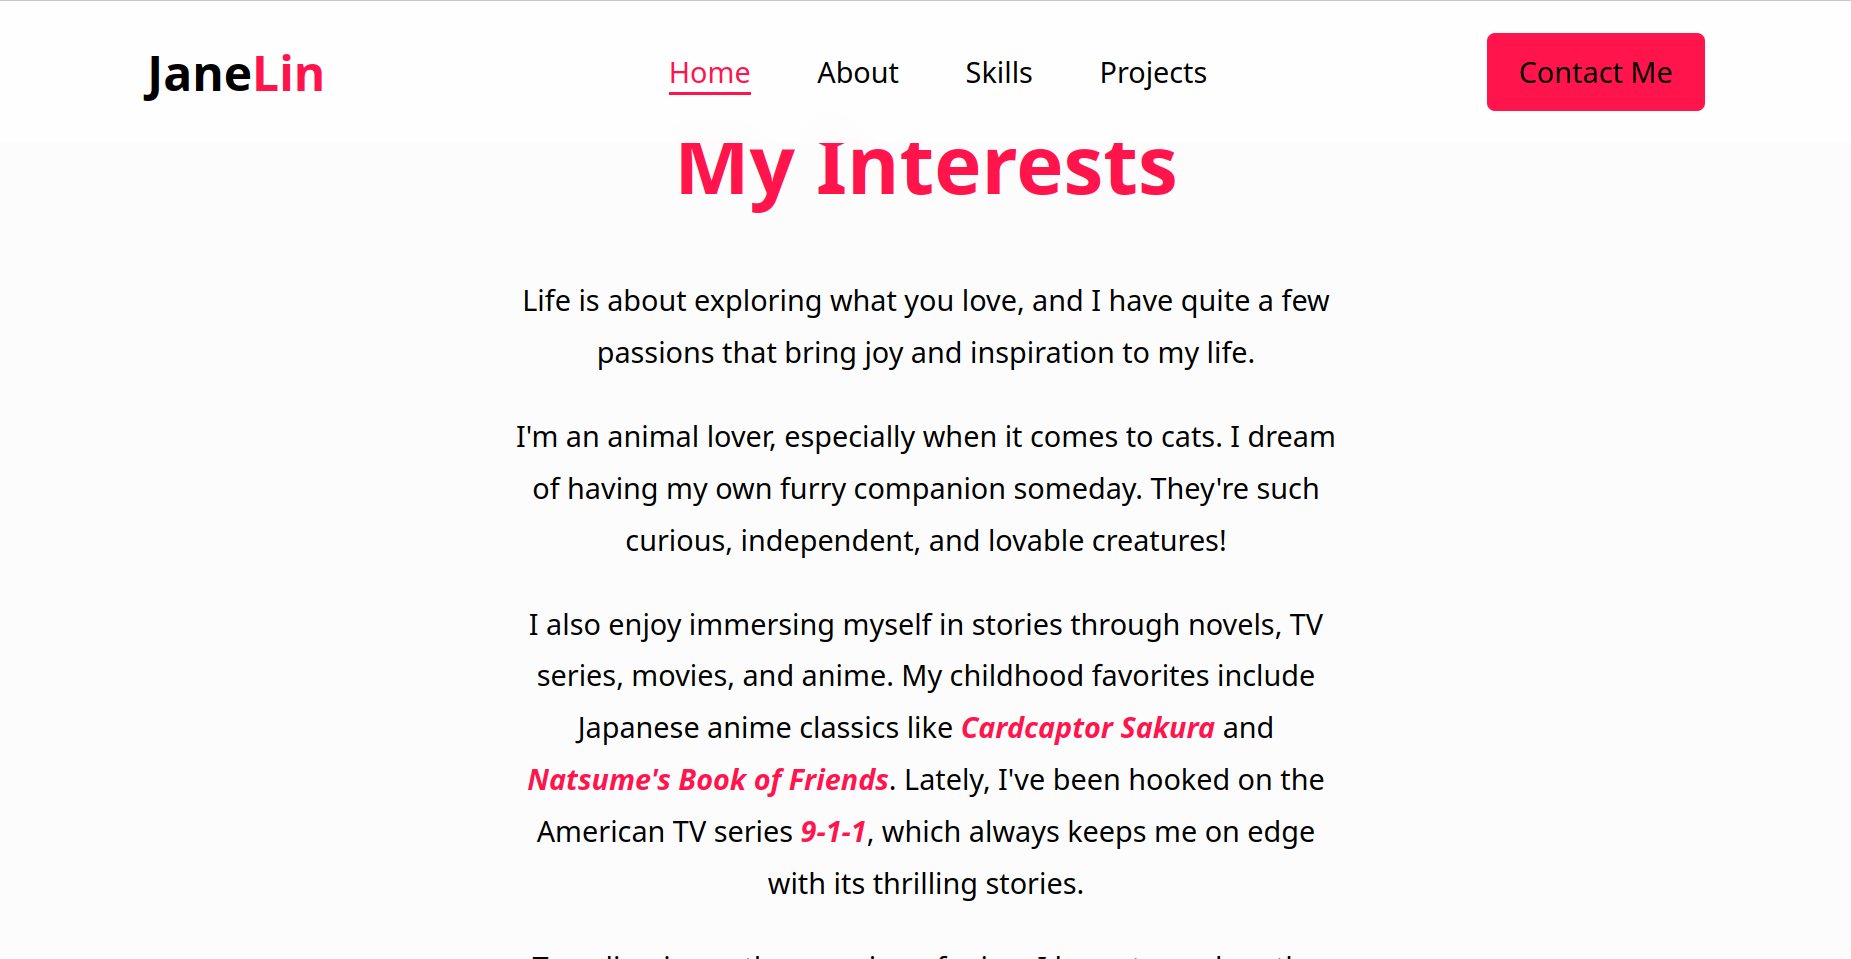 JaneLin
Home About Skills Projects
Contact Me
My Interests
Life is about exploring what you love, and I have quite a few
passions that bring joy and inspiration to my life.
I'm an animal lover, especially when it comes to cats. I dream
of having my own furry companion someday. They're such
curious, independent, and lovable creatures!
I also enjoy immersing myself in stories through novels, TV
series, movies, and anime. My childhood favorites include
Japanese anime classics like Cardcaptor Sakura and
Natsume's Book of Friends. Lately, I've been hooked on the
American TV series 9-1-1, which always keeps me on edge
with its thrilling stories.